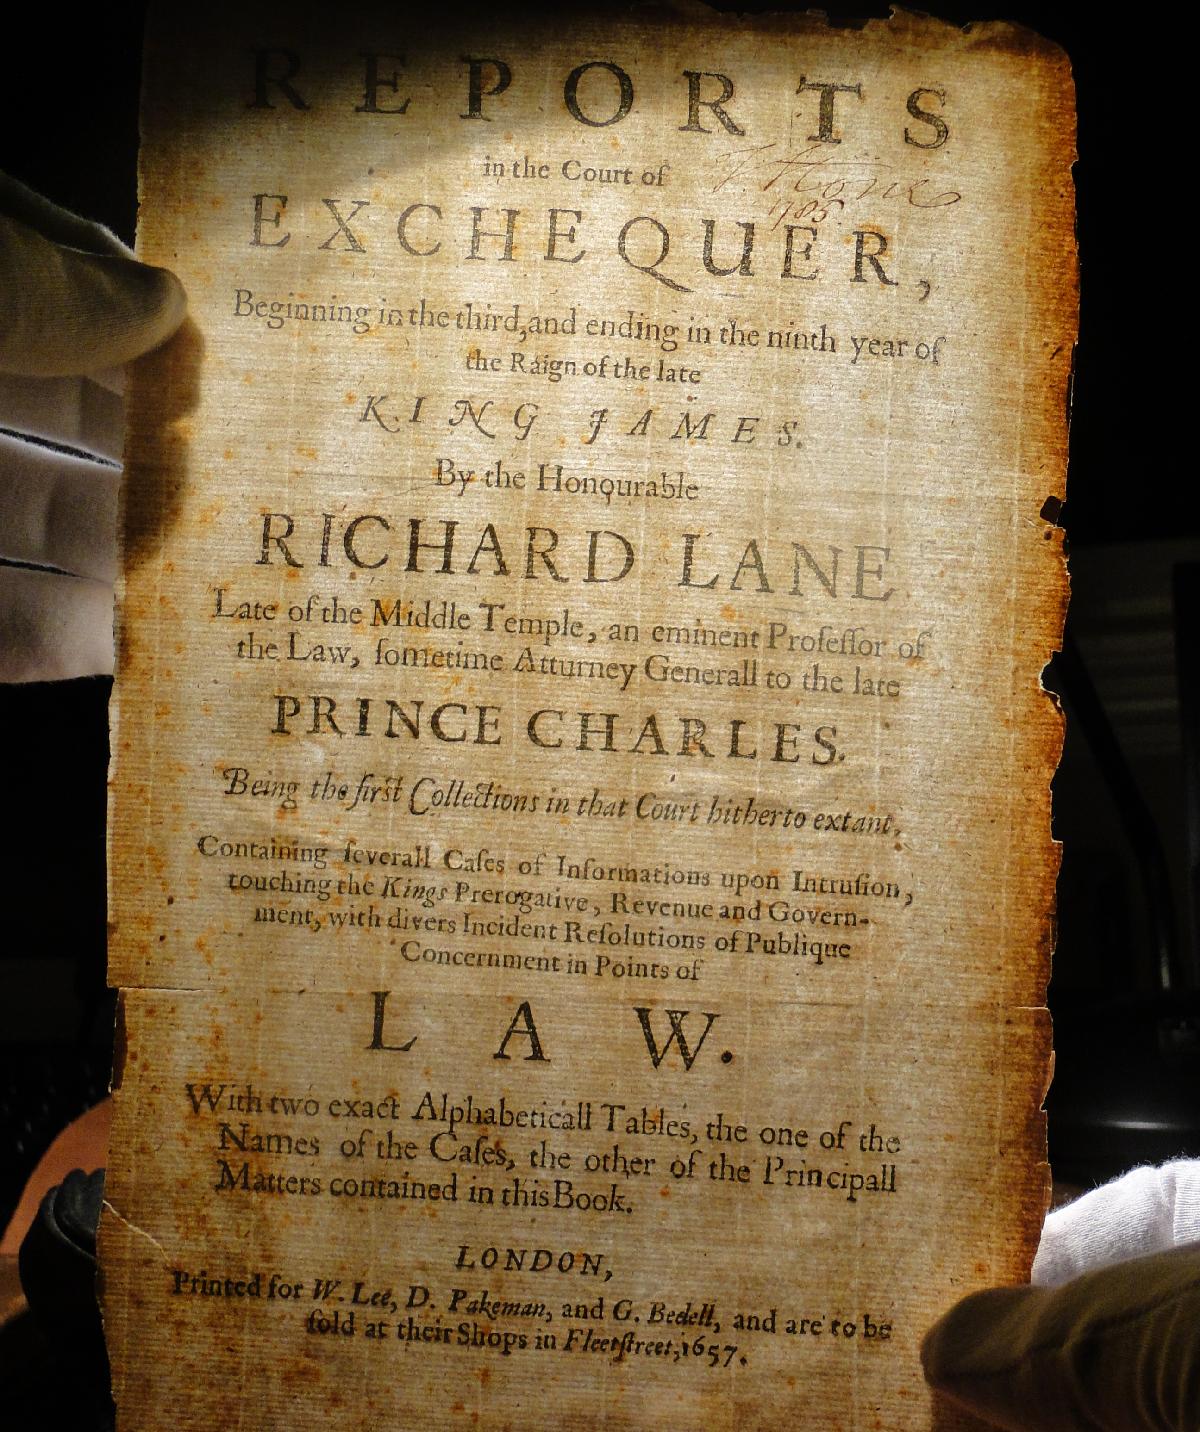 REPORTS
in the Court of
1785
EXCHEQUER,
Beginning in the third, and ending in the ninth year of
the Raign of the late
KING JAMES.
By the Honourable
RICHARD LANE
Late of the Middle Temple, an eminent Profeſſor of
the Law, ſometime Atturney Generall to the late
PRINCE CHARLES.
Being the firſt Collections in that Court hitherto extant.
Containing ſeverall Caſes of Informations upon Intruſion,
touching the Kings Prerogative, Revenue and Govern-
ment, with divers Incident Reſolutions of Publique
Concernment in Points of
LAW.
With two exact Alphabeticall Tables, the one of the
Names of the Caſes, the other of the Principall
Matters contained in this Book.
LONDON,
Printed for W. Lee, D. Pakeman, and G. Bedell, and are to be
ſold at their Shops in Fleetſtreet, 1657.